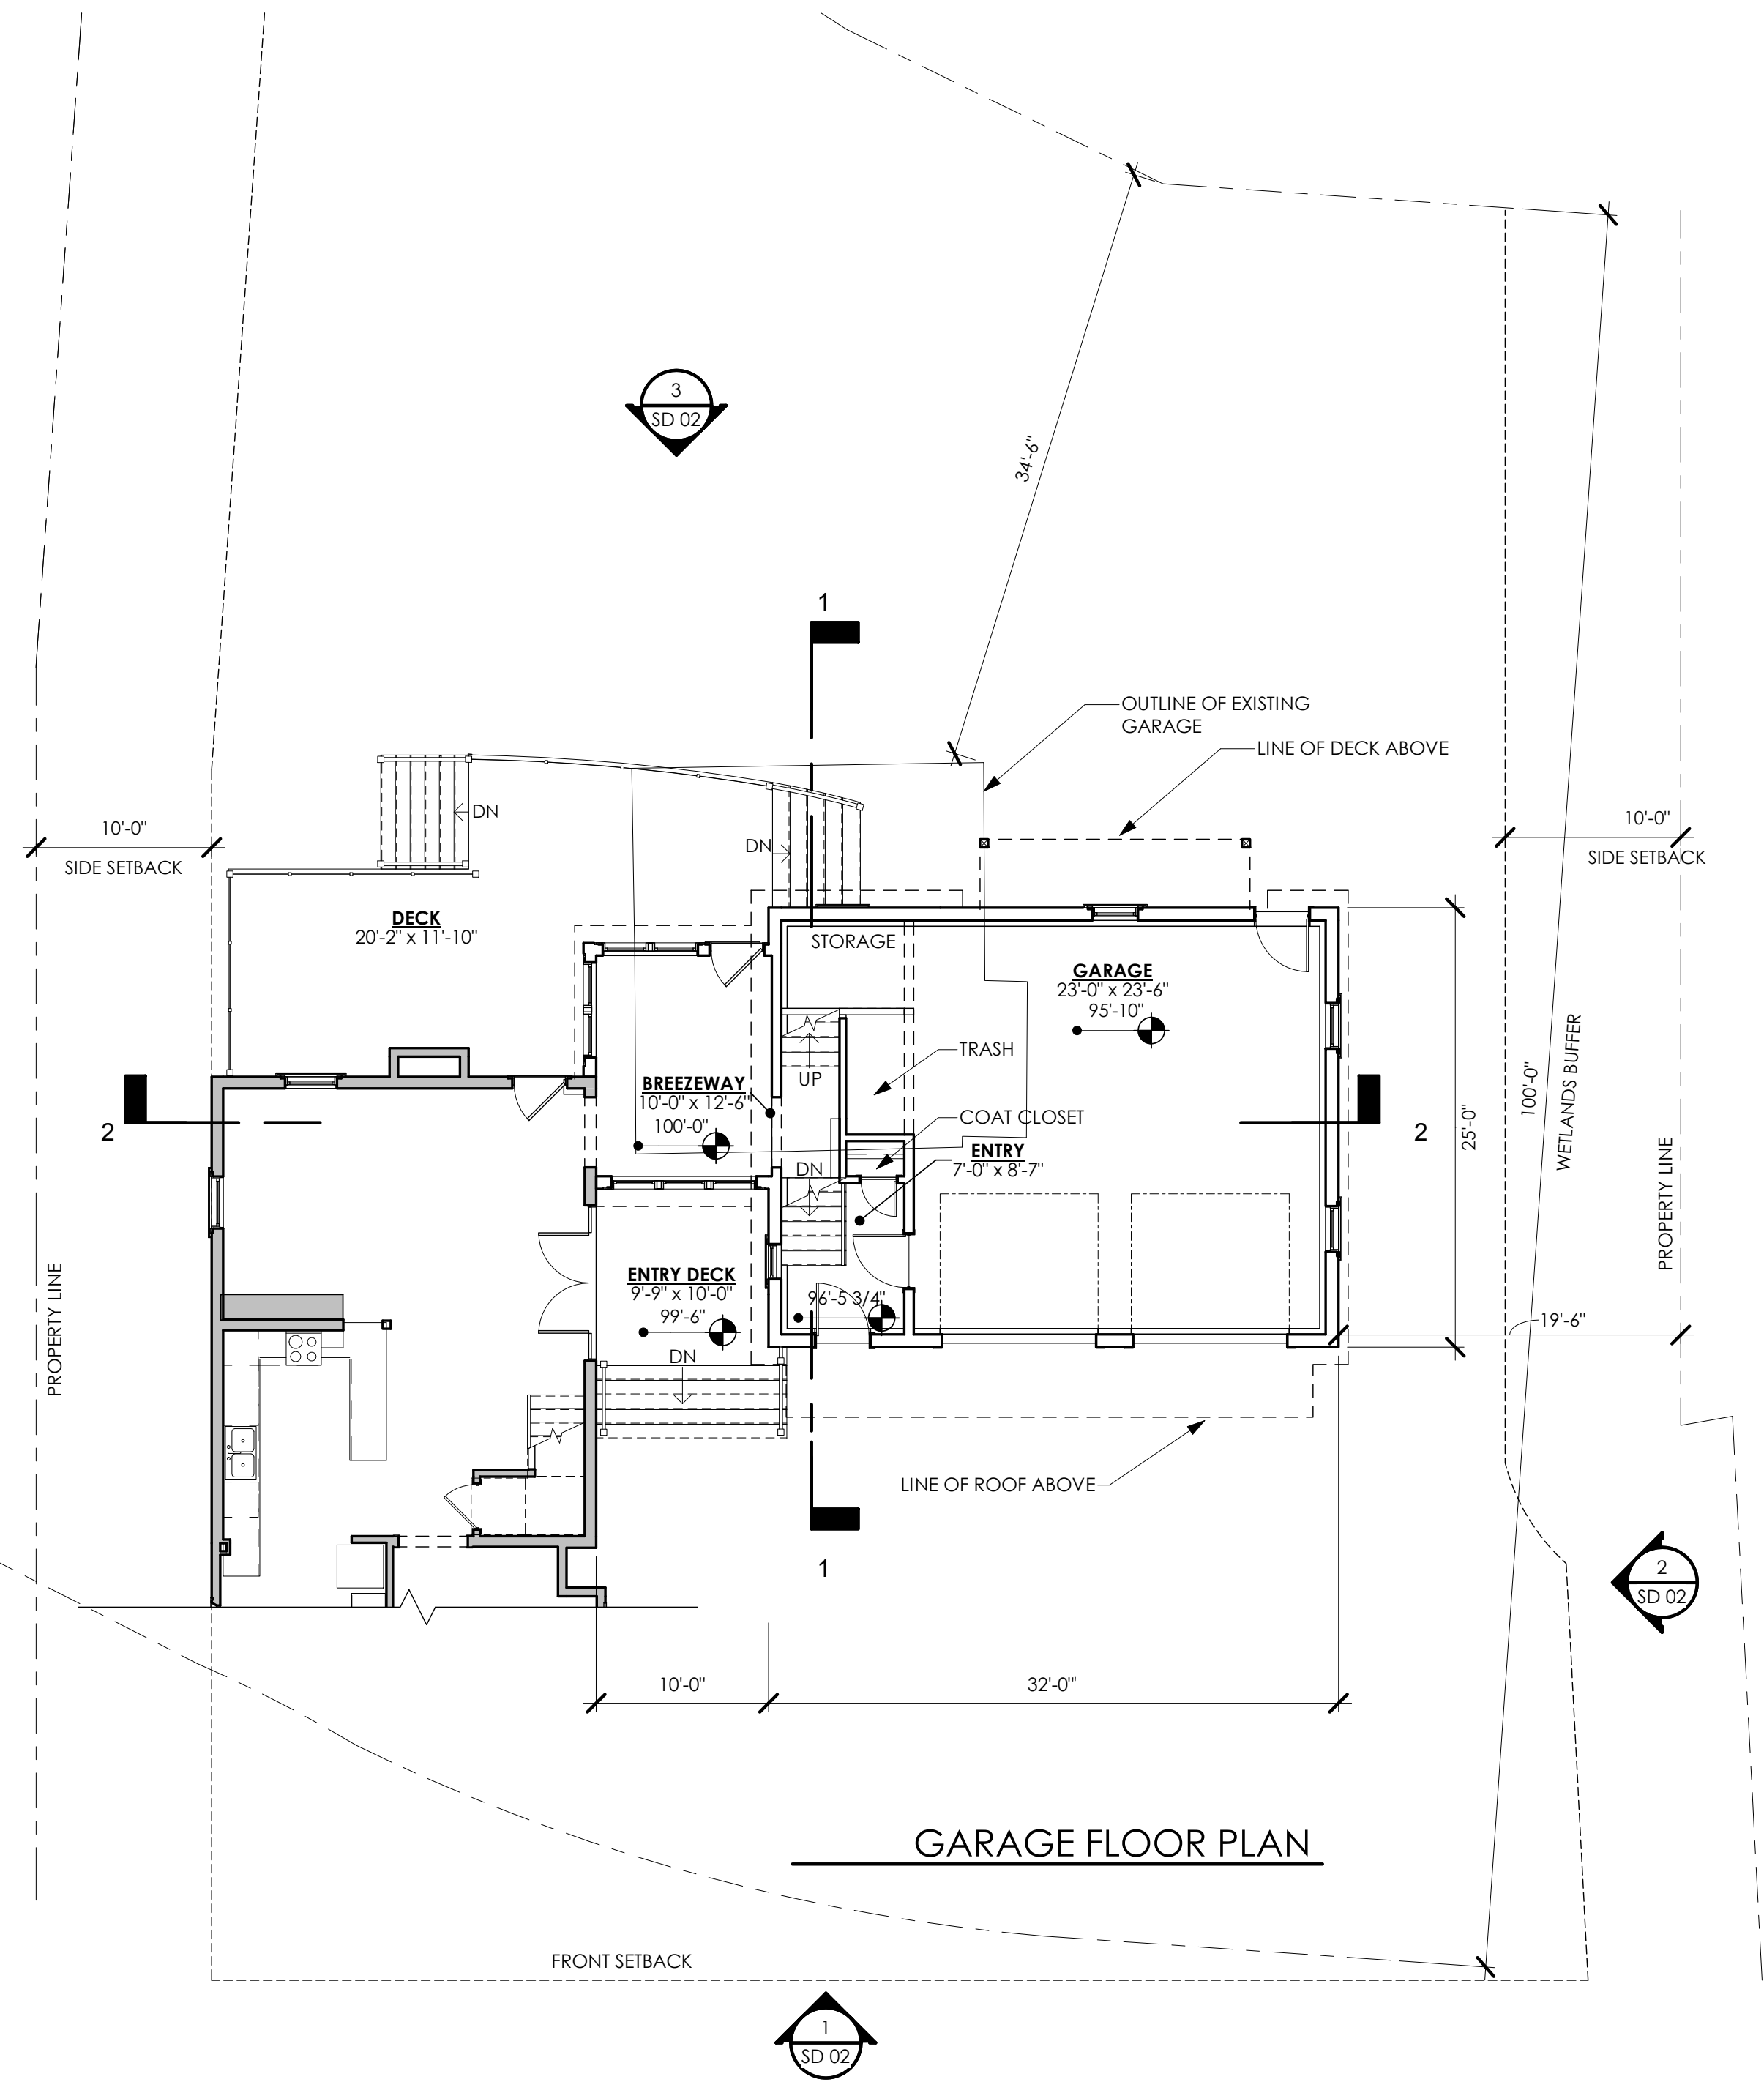 3
SD 02
34'-6"
1
OUTLINE OF EXISTING
GARAGE
LINE OF DECK ABOVE
10'-0"
SIDE SETBACK
DN
DN
10'-0"
SIDE SETBACK
DECK
20'-2" x 11'-10"
STORAGE
GARAGE
23'-0" x 23'-6"
95'-10"
TRASH
UP
BREEZEWAY
10'-0" x 12'-6"
100'-0"
COAT CLOSET
ENTRY
7'-0" x 8'-7"
DN
2
2
25'-0"
100'-0"
WETLANDS BUFFER
PROPERTY LINE
PROPERTY LINE
ENTRY DECK
9'-9" x 10'-0"
99'-6"
96'-5 3/4"
DN
19'-6"
LINE OF ROOF ABOVE
1
2
SD 02
10'-0"
32'-0"'
GARAGE FLOOR PLAN
FRONT SETBACK
1
SD 02